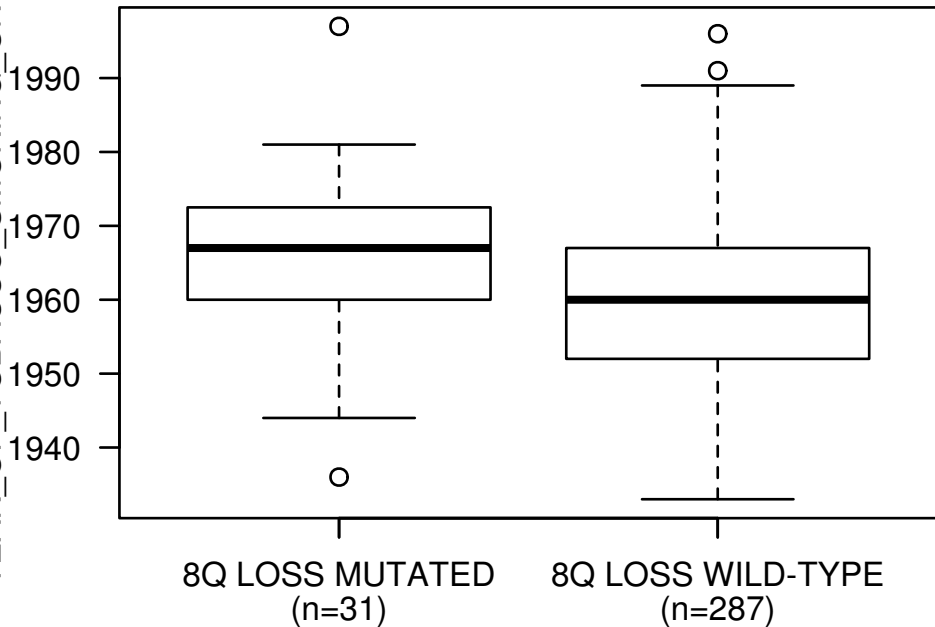 1990
1980
1970
1960
1950
1940
8Q LOSS MUTATED
(n=31)
8Q LOSS WILD-TYPE
(n=287)